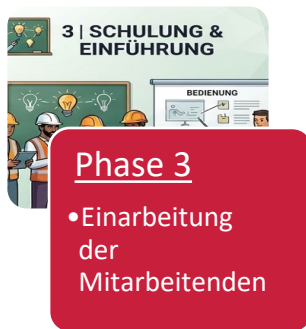 3 | SCHULUNG &
EINFÜHRUNG
BEDIENUNG
Phase 3
•Einarbeitung
der
Mitarbeitenden